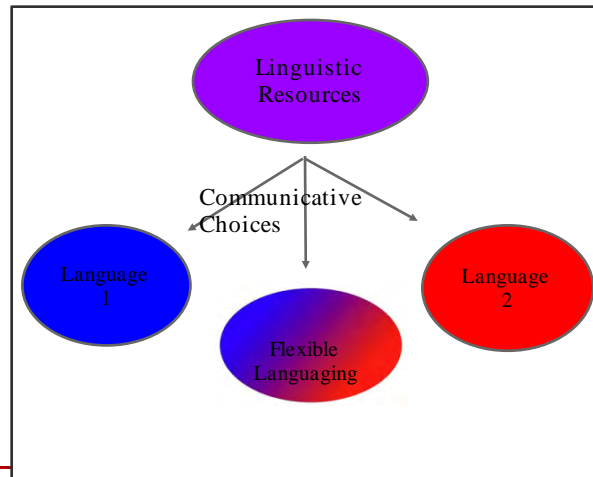 Linguistic
Resources
Communicative
Choices
Language
1
Language
2
Flexible
Languaging